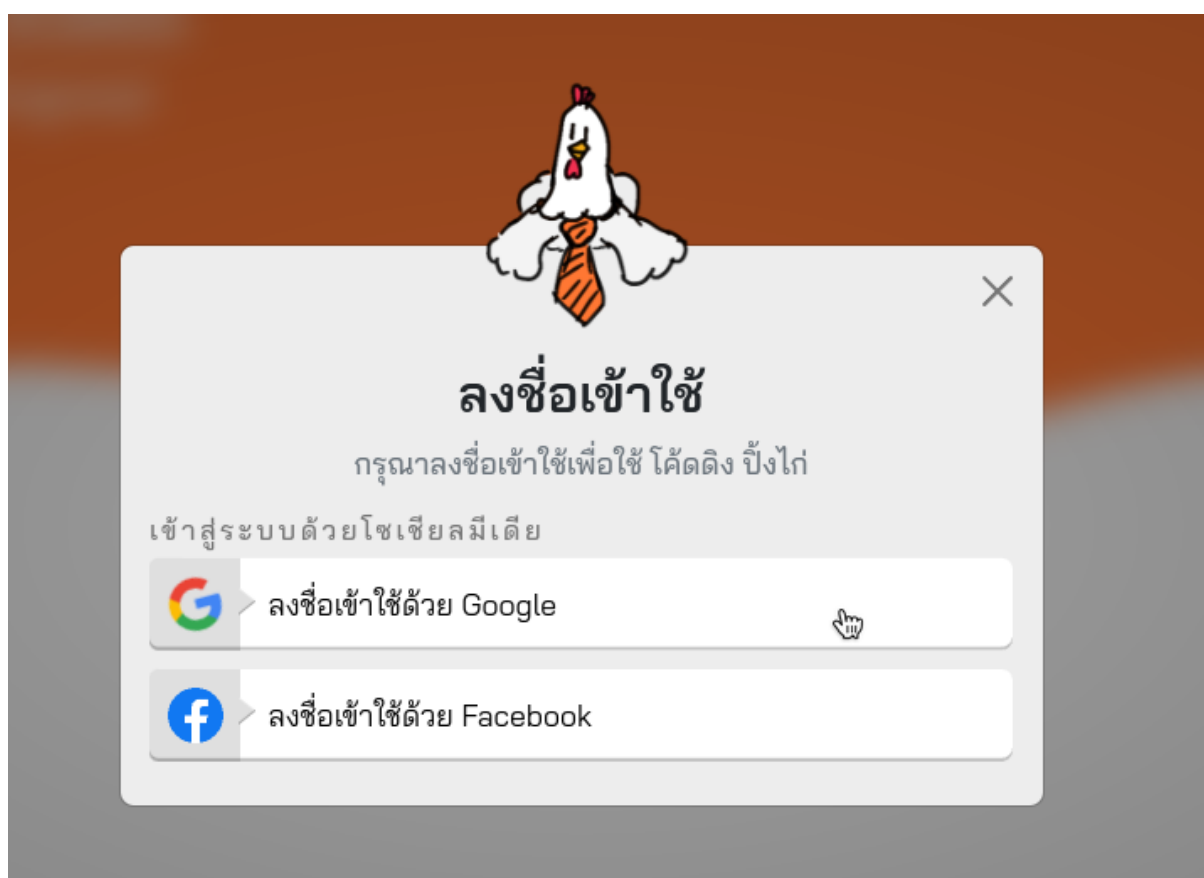 ลงชื่อเข้าใช้
กรุณาลงชื่อเข้าใช้เพื่อใช้ โค้ดดิง ปิ้งไก่
เข้าสู่ระบบด้วยโซเชียลมีเดีย
ลงชื่อเข้าใช้ด้วย Google
ลงชื่อเข้าใช้ด้วย Facebook